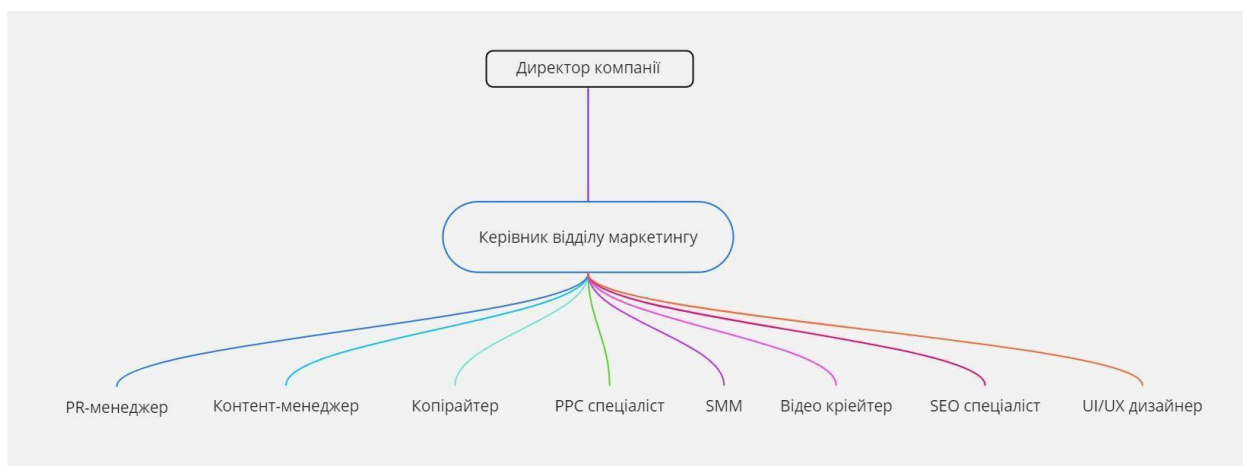 Директор компанії
Керівник відділу маркетингу
PR-менеджер
Контент-менеджер
Копірайтер
PPC спеціаліст
SMM
Відео крієйтер
SEO спеціаліст
UI/UX дизайнер